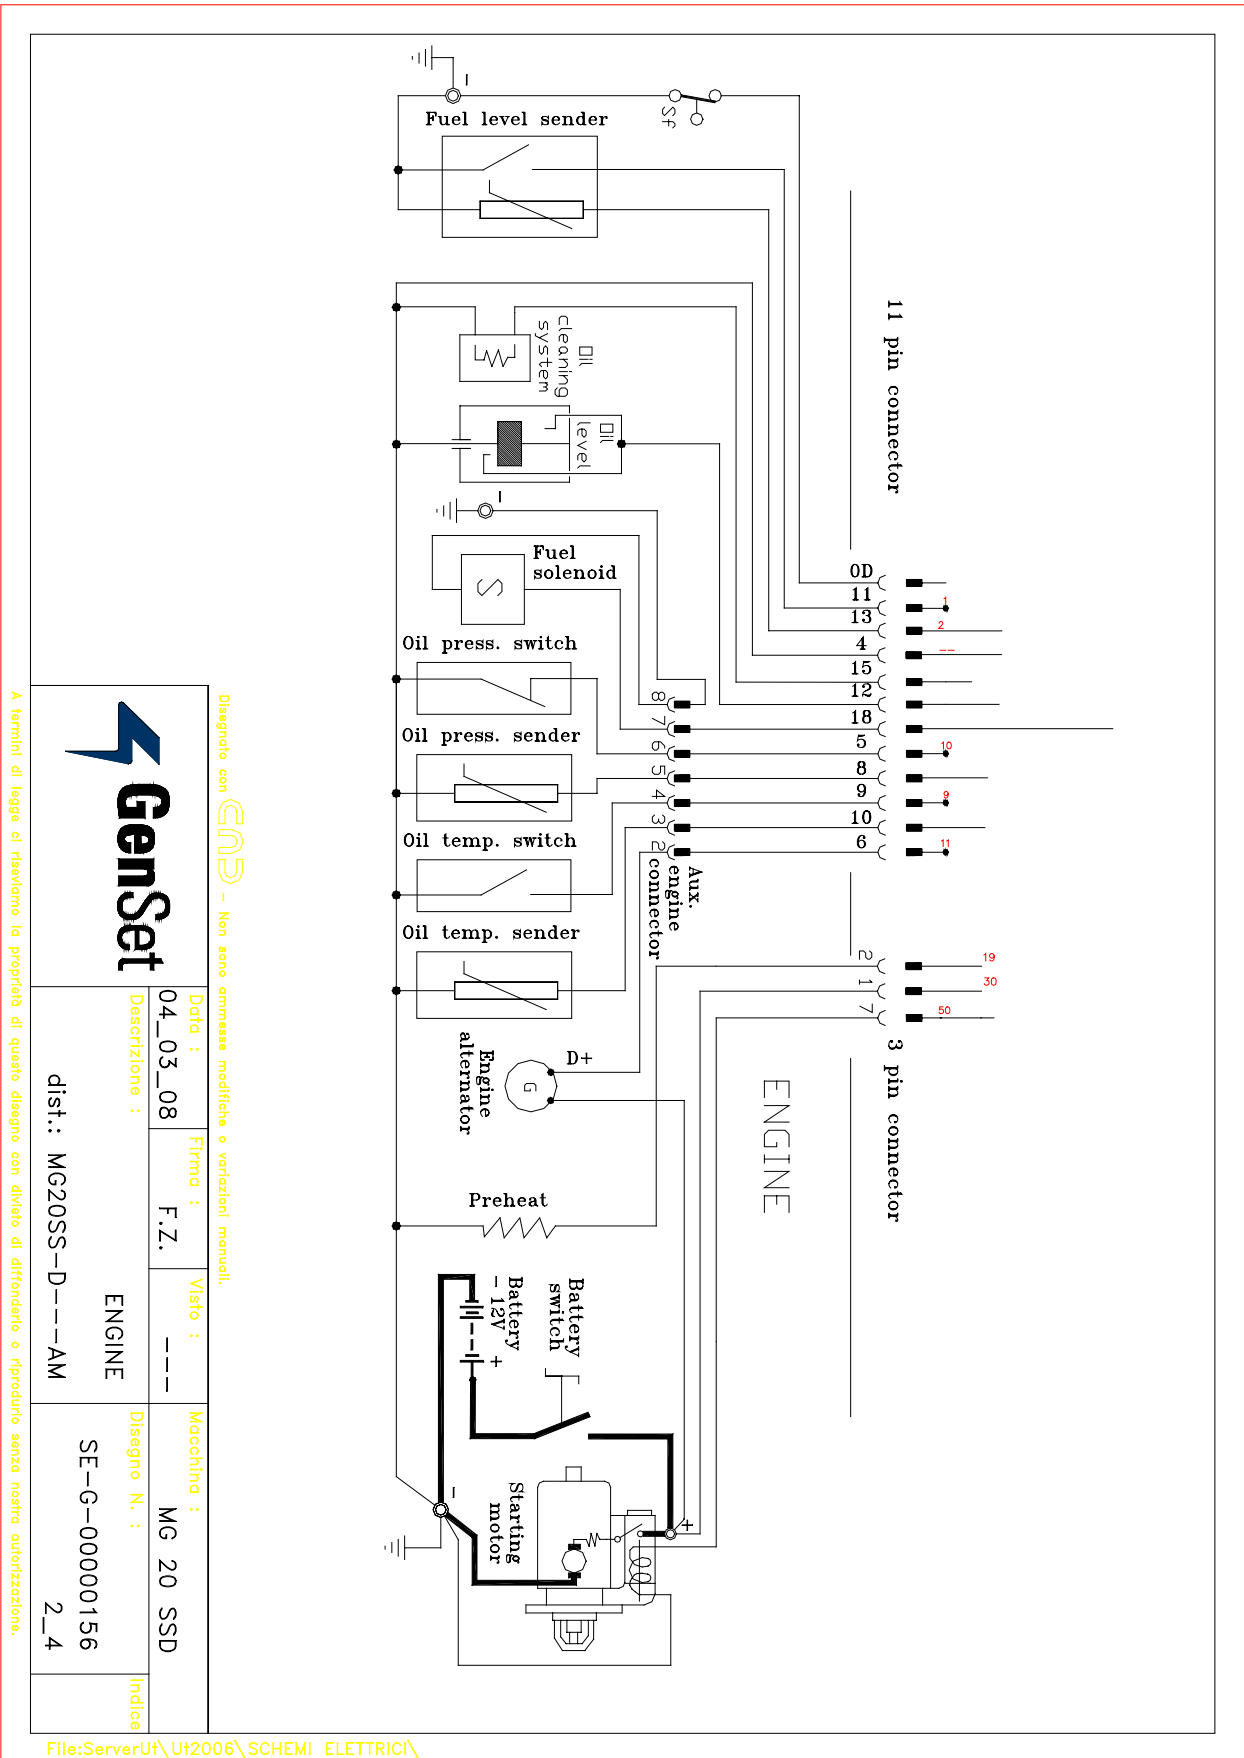 Fuel level sender
Sf
11 pin connector
Oil
cleaning
system
Oil
level
Fuel
solenoid
S
Oil press. switch
Oil press. sender
Oil temp. switch
Oil temp. sender
0D
11
13
4
15
12
18
5
8
9
10
6
1
2
--
10
9
11
8
7
6
5
4
3
2
Aux.
engine
connector
2
1
7
19
30
50
3 pin connector
ENGINE
Engine
alternator
G
D+
Preheat
Battery
- 12V +
Battery
switch
Starting
motor
-
-
-
+
Disegnato con CAD - Non sono ammesse modifiche o variazioni manuali.
GenSet
Data :
04_03_08
Firma :
F.Z.
Visto :
---
Macchina :
MG 20 SSD
Descrizione :
ENGINE
dist.: MG20SS-D---AM
Disegno N. :
SE-G-00000156
2_4
Indice
A termini di legge ci riserviamo la proprietà di questo disegno con divieto di diffonderlo o riprodurlo senza nostra autorizzazione.
File:ServerUt\Ut2006\SCHEMI ELETTRICI\